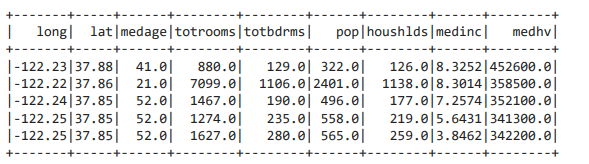 +-------+-----+------+--------+--------+------+--------+------+--------+
|   long|  lat|medage|totrooms|totbdrms|   pop|houshlds|medinc|   medhv|
+-------+-----+------+--------+--------+------+--------+------+--------+
|-122.23|37.88|  41.0|   880.0|   129.0| 322.0|   126.0|8.3252|452600.0|
|-122.22|37.86|  21.0|  7099.0|  1106.0|2401.0|  1138.0|8.3014|358500.0|
|-122.24|37.85|  52.0|  1467.0|   190.0| 496.0|   177.0|7.2574|352100.0|
|-122.25|37.85|  52.0|  1274.0|   235.0| 558.0|   219.0|5.6431|341300.0|
|-122.25|37.85|  52.0|  1627.0|   280.0| 565.0|   259.0|3.8462|342200.0|
+-------+-----+------+--------+--------+------+--------+------+--------+